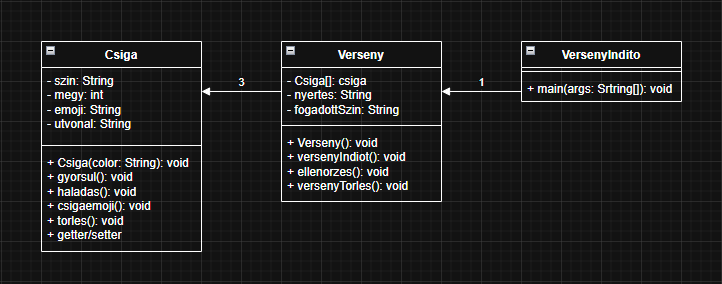 Csiga
- szin: String
- megy: int
- emoji: String
- utvonal: String
+ Csiga(color: String): void
+ gyorsul(): void
+ haladas(): void
+ csigaemoji(): void
+ torles(): void
+ getter/setter
3
Verseny
- Csiga[]: csiga
- nyertes: String
- fogadottSzin: String
+ Verseny(): void
+ versenyIndiot(): void
+ ellenorzes(): void
+ versenyTorles(): void
1
VersenyIndito
+ main(args: Srtring[]): void